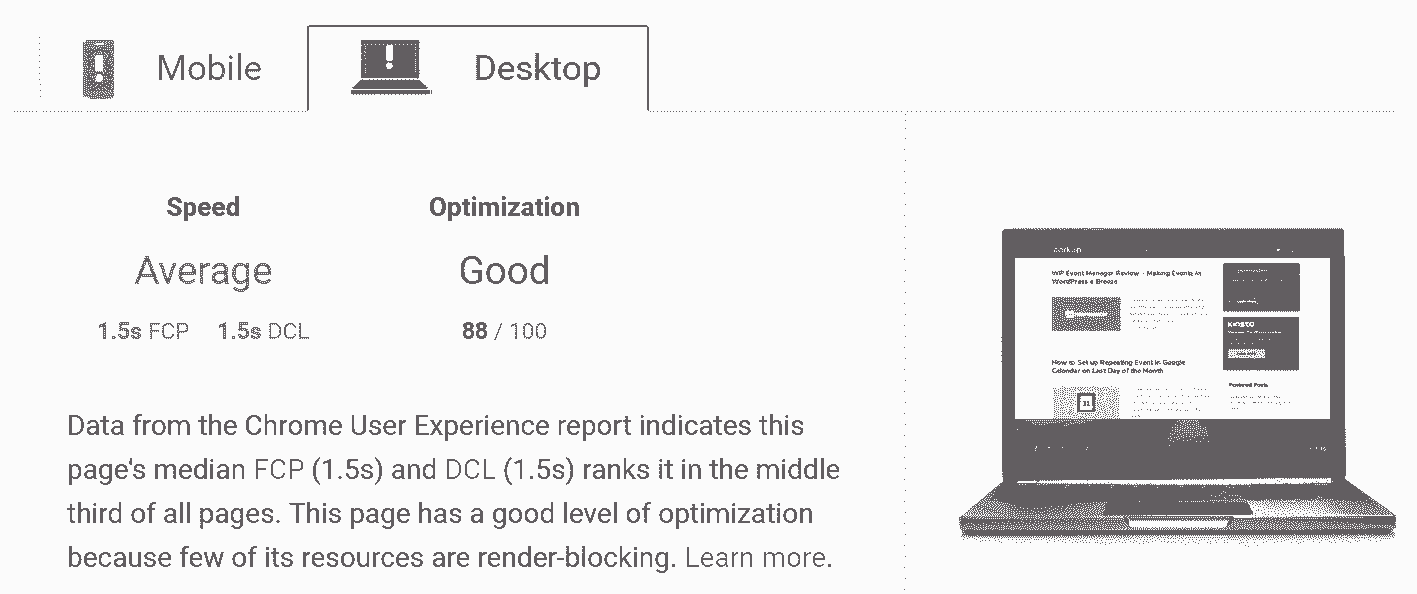 Mobile
Desktop
Speed
Optimization
Average
Good
1.5s FCP 1.5s DCL
88 / 100
Data from the Chrome User Experience report indicates this
page's median FCP (1.5s) and DCL (1.5s) ranks it in the middle
third of all pages. This page has a good level of optimization
because few of its resources are render-blocking. Learn more.
WP Event Manager Review - Making Events in
WordPress a Breeze
How to Set up Repeating Event in Google
Calendar on Last Day of the Month
31
Featured Posts